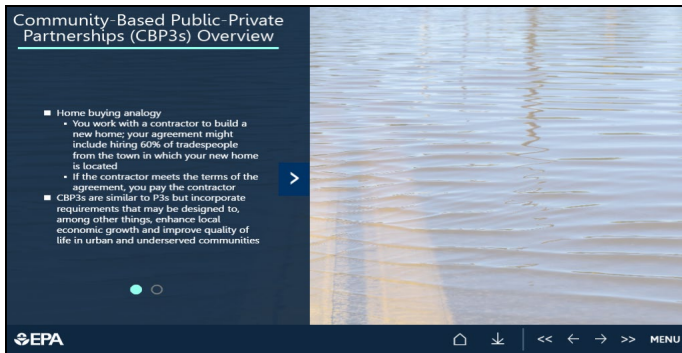 Community-Based Public-Private
Partnerships (CBP3s) Overview
■ Home buying analogy
▪ You work with a contractor to build a
new home; your agreement might
include hiring 60% of tradespeople
from the town in which your new home
is located
▪ If the contractor meets the terms of the
agreement, you pay the contractor
■ CBP3s are similar to P3s but incorporate
requirements that may be designed to,
among other things, enhance local
economic growth and improve quality of
life in urban and underserved communities
>
EPA
<< ← → >> MENU